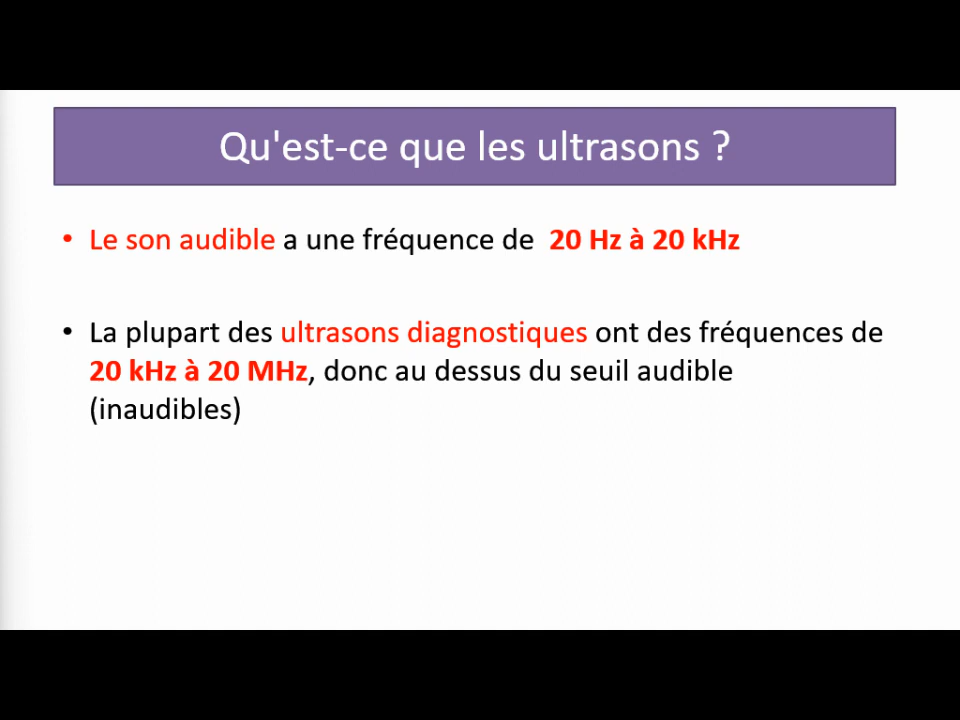 Qu'est-ce que les ultrasons ?
• Le son audible a une fréquence de 20 Hz à 20 kHz
• La plupart des ultrasons diagnostiques ont des fréquences de
20 kHz à 20 MHz, donc au dessus du seuil audible
(inaudibles)